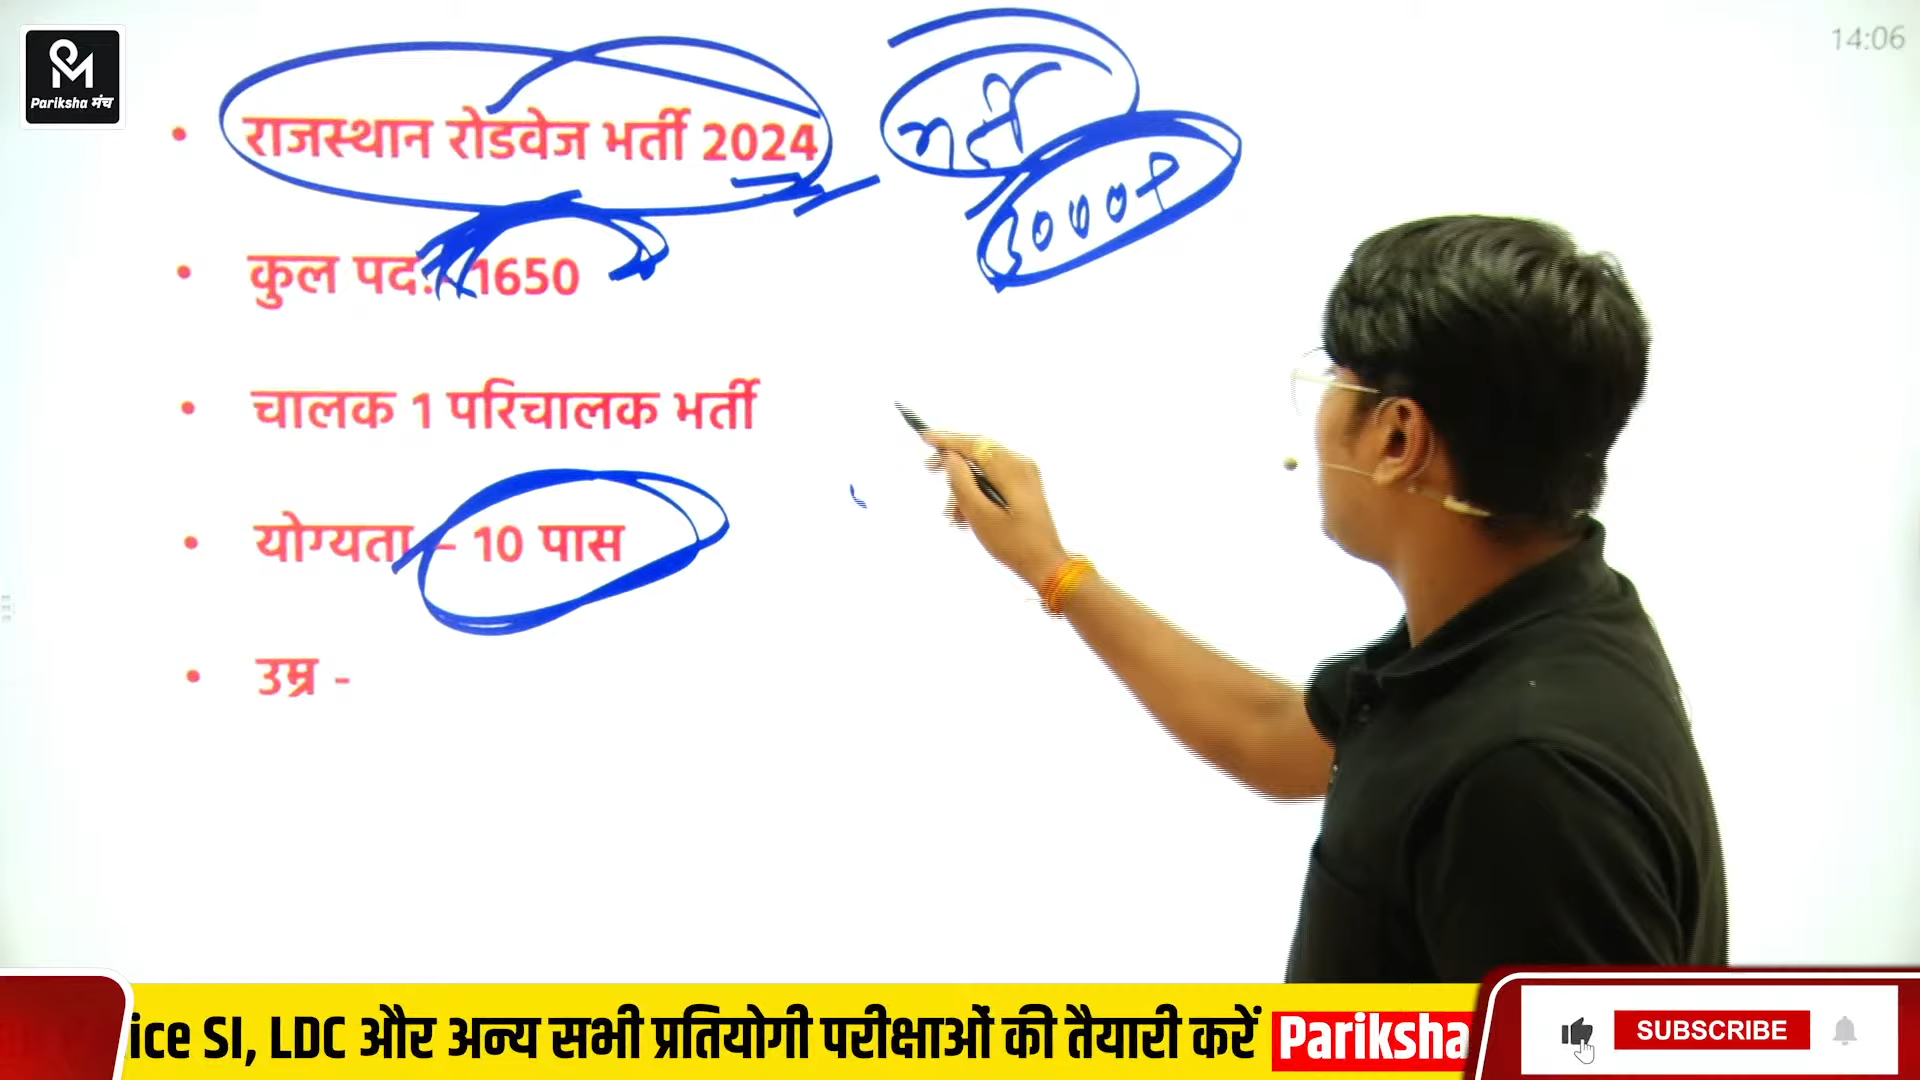 PM
Pariksha मंच
14:06
राजस्थान रोडवेज भर्ती 2024
भर्ती
कुल पद:- 1650
चालक 1 परिचालक भर्ती
योग्यता - 10 पास
उम्र -
ice SI, LDC और अन्य सभी प्रतियोगी परीक्षाओं की तैयारी करें Pariksha
SUBSCRIBE